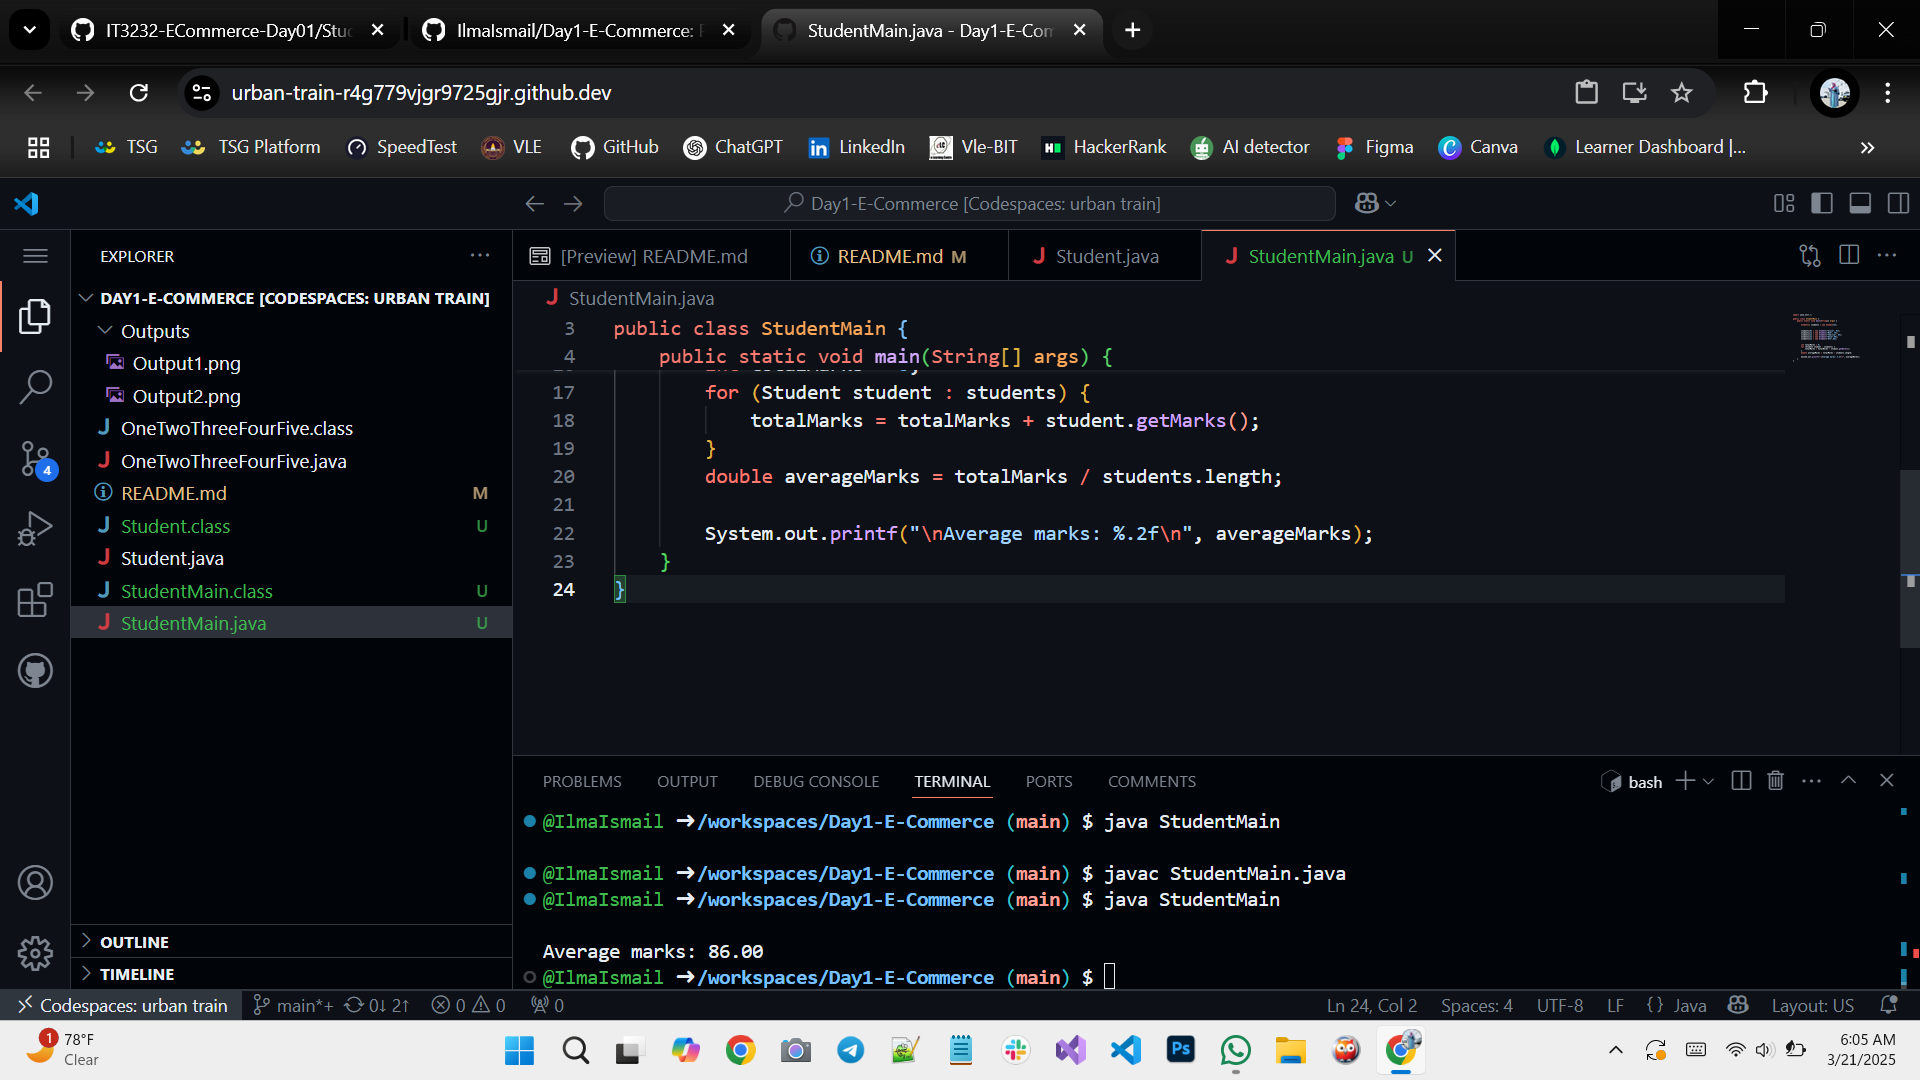 IT3232-ECommerce-Day01/Stu
IlmaIsmail/Day1-E-Commerce:
StudentMain.java - Day1-E-Com
urban-train-r4g779vjgr9725gjr.github.dev
TSG
TSG Platform
SpeedTest
VLE
GitHub
ChatGPT
LinkedIn
Vle-BIT
HackerRank
AI detector
Figma
Canva
Learner Dashboard |...
Day1-E-Commerce [Codespaces: urban train]
EXPLORER
[Preview] README.md
README.md M
Student.java
StudentMain.java U
DAY1-E-COMMERCE [CODESPACES: URBAN TRAIN]
Outputs
Output1.png
Output2.png
OneTwoThreeFourFive.class
OneTwoThreeFourFive.java
README.md M
Student.class U
Student.java
StudentMain.class U
StudentMain.java U
OUTLINE
TIMELINE
4
StudentMain.java
3 public class StudentMain {
4 public static void main(String[] args) {
17 for (Student student : students) {
18 totalMarks = totalMarks + student.getMarks();
19 }
20 double averageMarks = totalMarks / students.length;
21
22 System.out.printf("\nAverage marks: %.2f\n", averageMarks);
23 }
24 }
PROBLEMS
OUTPUT
DEBUG CONSOLE
TERMINAL
PORTS
COMMENTS
bash
@IlmaIsmail ➜/workspaces/Day1-E-Commerce (main) $ java StudentMain
@IlmaIsmail ➜/workspaces/Day1-E-Commerce (main) $ javac StudentMain.java
@IlmaIsmail ➜/workspaces/Day1-E-Commerce (main) $ java StudentMain
Average marks: 86.00
@IlmaIsmail ➜/workspaces/Day1-E-Commerce (main) $
Codespaces: urban train
main*+
0↓ 2↑
0
0
0
Ln 24, Col 2
Spaces: 4
UTF-8
LF
{} Java
Layout: US
1
78°F
Clear
Ps
6:05 AM
3/21/2025